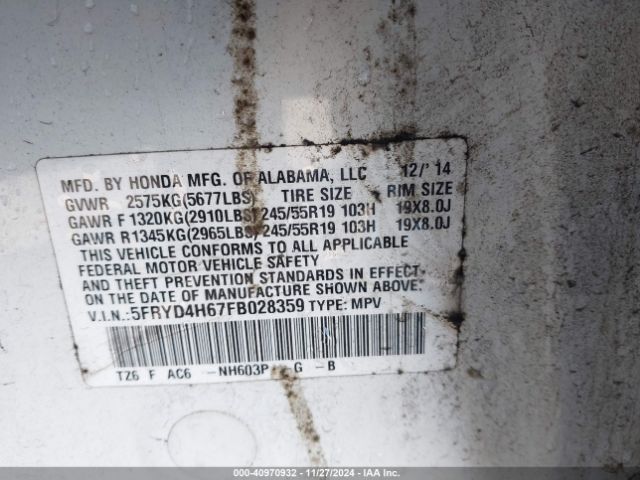 MFD. BY HONDA MFG. OF ALABAMA, LLC 12/'14
GVWR 2575KG(5677LBS) TIRE SIZE RIM SIZE
GAWR F 1320KG(2910LBS) 245/55R19 103H 19X8.0J
GAWR R1345KG(2965LBS) 245/55R19 103H 19X8.0J
THIS VEHICLE CONFORMS TO ALL APPLICABLE
FEDERAL MOTOR VEHICLE SAFETY
AND THEFT PREVENTION STANDARDS IN EFFECT
ON THE DATE OF MANUFACTURE SHOWN ABOVE.
V.I.N.:5FRYD4H67FB028359 TYPE: MPV
TZ6 F AC6 -NH603P G -B
000-40970932 - 11/27/2024 - IAA Inc.